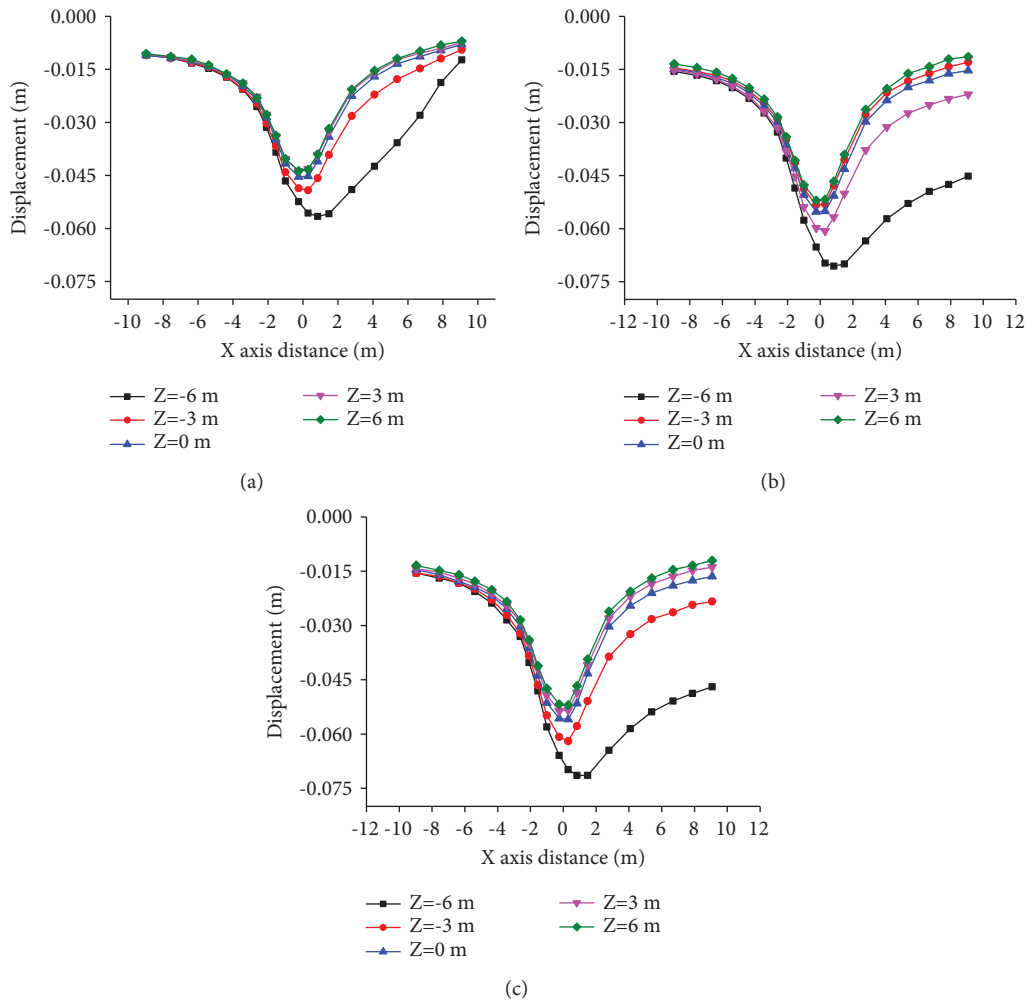 0.000
-0.015
-0.030
-0.045
-0.060
-0.075
Displacement (m)
-10 -8 -6 -4 -2 0 2 4 6 8 10
X axis distance (m)
Z=-6 m Z=3 m
Z=-3 m Z=6 m
Z=0 m
(a)
0.000
-0.015
-0.030
-0.045
-0.060
-0.075
Displacement (m)
-12 -10 -8 -6 -4 -2 0 2 4 6 8 10 12
X axis distance (m)
Z=-6 m Z=3 m
Z=-3 m Z=6 m
Z=0 m
(b)
0.000
-0.015
-0.030
-0.045
-0.060
-0.075
Displacement (m)
-12 -10 -8 -6 -4 -2 0 2 4 6 8 10 12
X axis distance (m)
Z=-6 m Z=3 m
Z=-3 m Z=6 m
Z=0 m
(c)